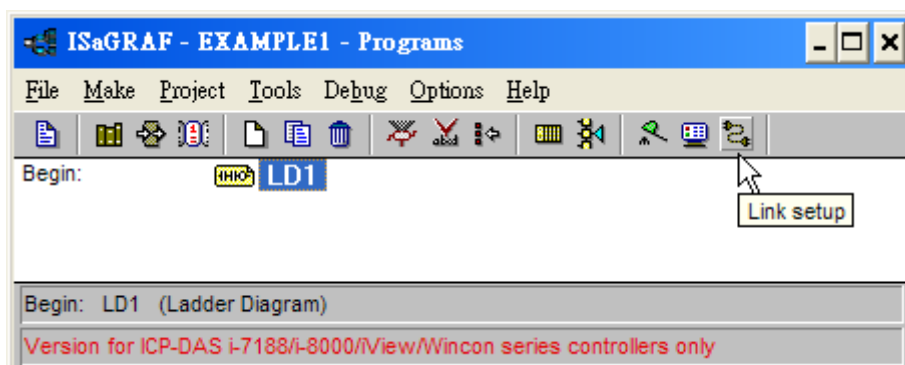 ISaGRAF - EXAMPLE1 - Programs
File Make Project Tools Debug Options Help
Begin: LD1
Link setup
Begin: LD1 (Ladder Diagram)
Version for ICP-DAS i-7188/i-8000/iView/Wincon series controllers only